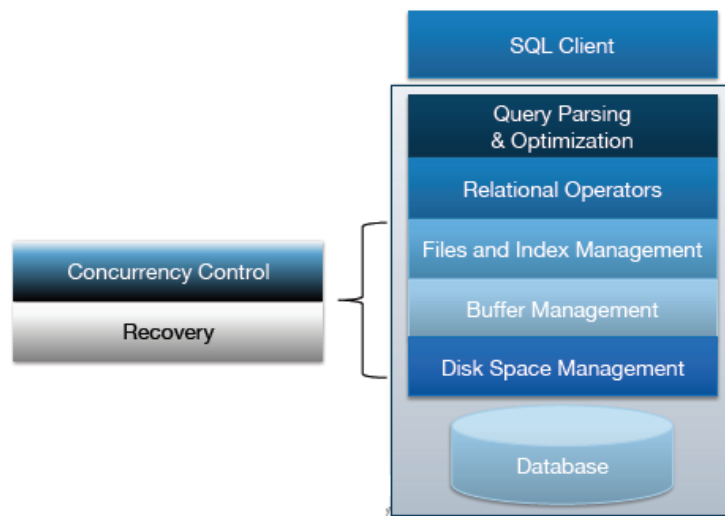 SQL Client
Query Parsing
& Optimization
Relational Operators
Files and Index Management
Concurrency Control
Buffer Management
Recovery
Disk Space Management
Database